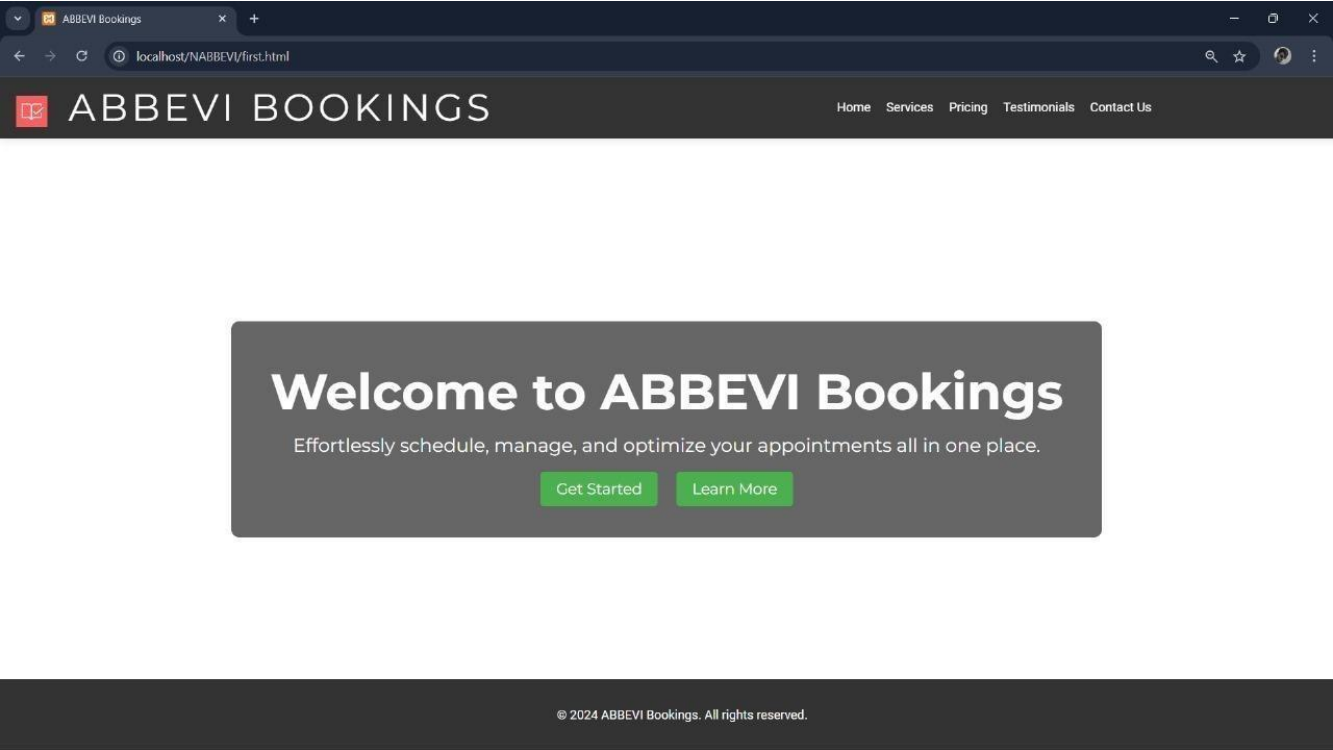 ABBEVI Bookings
localhost/NABBEVI/first.html
ABBEVI BOOKINGS
Home Services Pricing Testimonials Contact Us
Welcome to ABBEVI Bookings
Effortlessly schedule, manage, and optimize your appointments all in one place.
Get Started Learn More
© 2024 ABBEVI Bookings. All rights reserved.